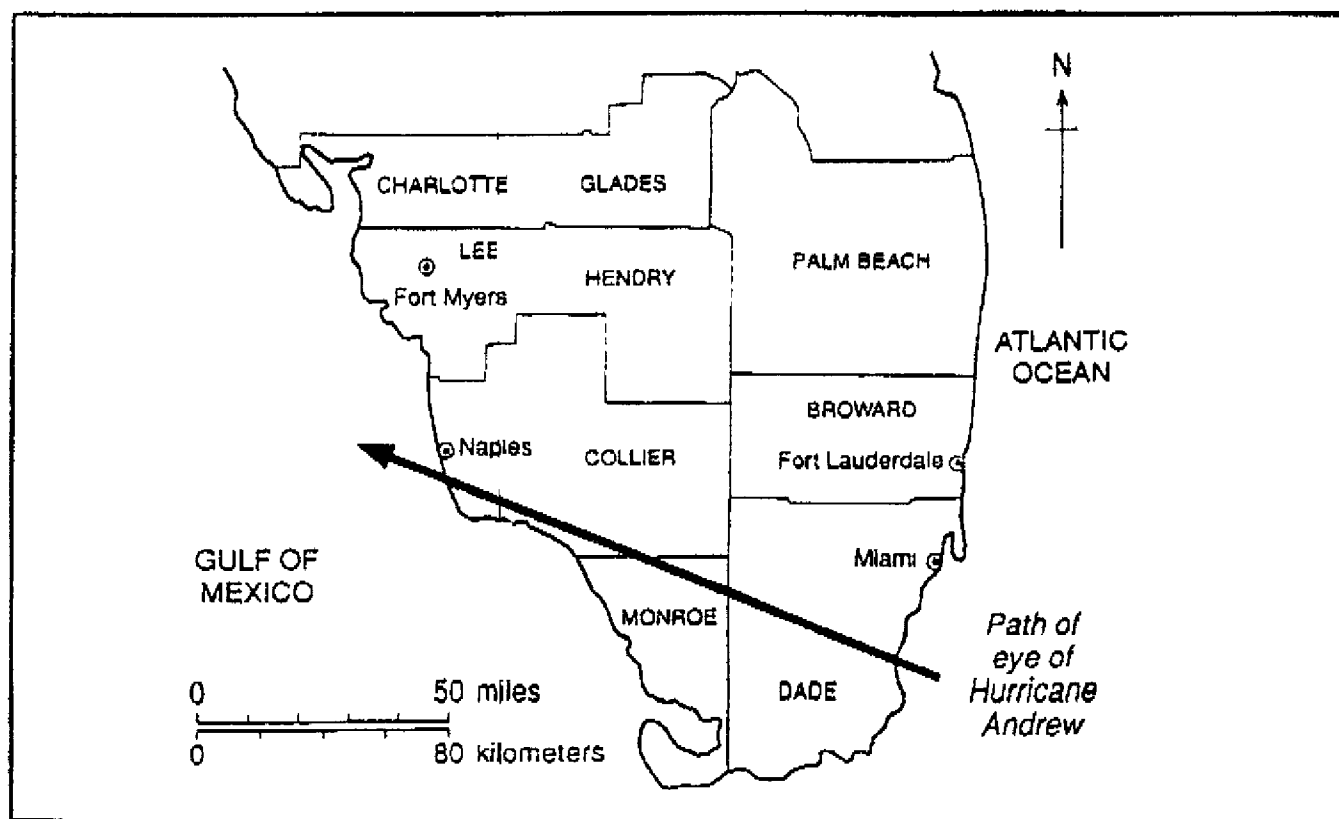 N
CHARLOTTE
GLADES
LEE
Fort Myers
HENDRY
PALM BEACH
ATLANTIC
OCEAN
BROWARD
Naples
COLLIER
Fort Lauderdale
GULF OF
MEXICO
Miami
MONROE
Path of
eye of
Hurricane
Andrew
DADE
0 50 miles
0 80 kilometers